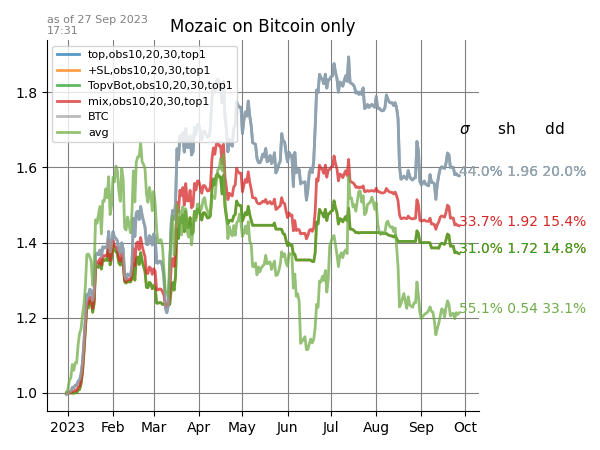 as of 27 Sep 2023
17:31
Mozaic on Bitcoin only
top,obs10,20,30,top1
+SL,obs10,20,30,top1
TopvBot,obs10,20,30,top1
mix,obs10,20,30,top1
BTC
avg
σ sh dd
44.0% 1.96 20.0%
33.7% 1.92 15.4%
31.0% 1.72 14.8%
55.1% 0.54 33.1%
1.8
1.6
1.4
1.2
1.0
2023 Feb Mar Apr May Jun Jul Aug Sep Oct